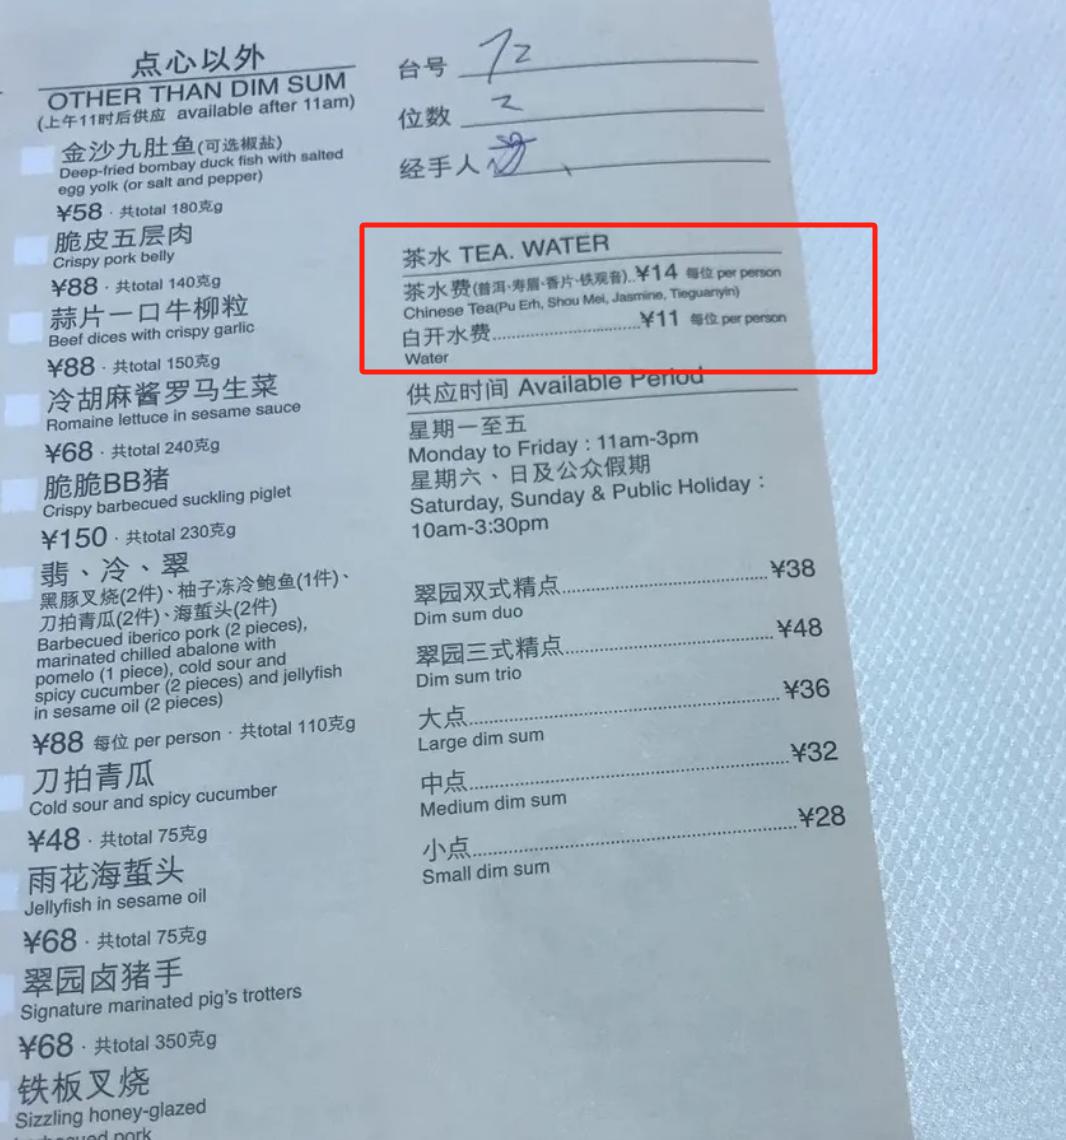 点心以外
OTHER THAN DIM SUM
(上午11时后供应 available after 11am)
金沙九肚鱼(可选椒盐)
Deep-fried bombay duck fish with salted
egg yolk (or salt and pepper)
¥58 · 共total 180克g
脆皮五层肉
Crispy pork belly
¥88 · 共total 140克g
蒜片一口牛柳粒
Beef dices with crispy garlic
¥88 · 共total 150克g
冷胡麻酱罗马生菜
Romaine lettuce in sesame sauce
¥68 · 共total 240克g
脆脆BB猪
Crispy barbecued suckling piglet
¥150 · 共total 230克g
翡、冷、翠
黑豚叉烧(2件)、柚子冻冷鲍鱼(1件)、
刀拍青瓜(2件)、海蜇头(2件)
Barbecued iberico pork (2 pieces),
marinated chilled abalone with
pomelo (1 piece), cold sour and
spicy cucumber (2 pieces) and jellyfish
in sesame oil (2 pieces)
¥88 每位 per person · 共total 110克g
刀拍青瓜
Cold sour and spicy cucumber
¥48 · 共total 75克g
雨花海蜇头
Jellyfish in sesame oil
¥68 · 共total 75克g
翠园卤猪手
Signature marinated pig's trotters
¥68 · 共total 350克g
铁板叉烧
Sizzling honey-glazed
barbecued pork
台号 72
位数 2
经手人
茶水 TEA. WATER
茶水费(普洱·寿眉·香片·铁观音)..¥14 每位 per person
Chinese Tea(Pu Erh, Shou Mei, Jasmine, Tieguanyin)
白开水费..............................¥11 每位 per person
Water
供应时间 Available Period
星期一至五
Monday to Friday : 11am-3pm
星期六、日及公众假期
Saturday, Sunday & Public Holiday :
10am-3:30pm
翠园双式精点..............................¥38
Dim sum duo
翠园三式精点..............................¥48
Dim sum trio
大点..............................¥36
Large dim sum
中点..............................¥32
Medium dim sum
小点..............................¥28
Small dim sum